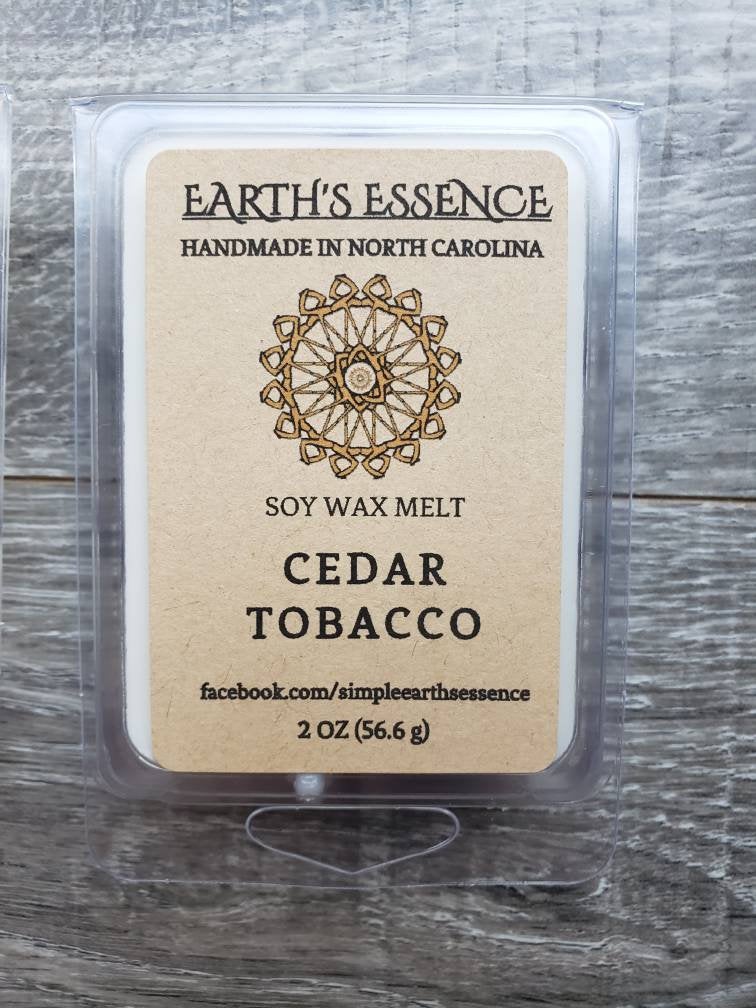 EARTH'S ESSENCE
HANDMADE IN NORTH CAROLINA
SOY WAX MELT
CEDAR
TOBACCO
facebook.com/simpleearthsessence
2 OZ (56.6 g)